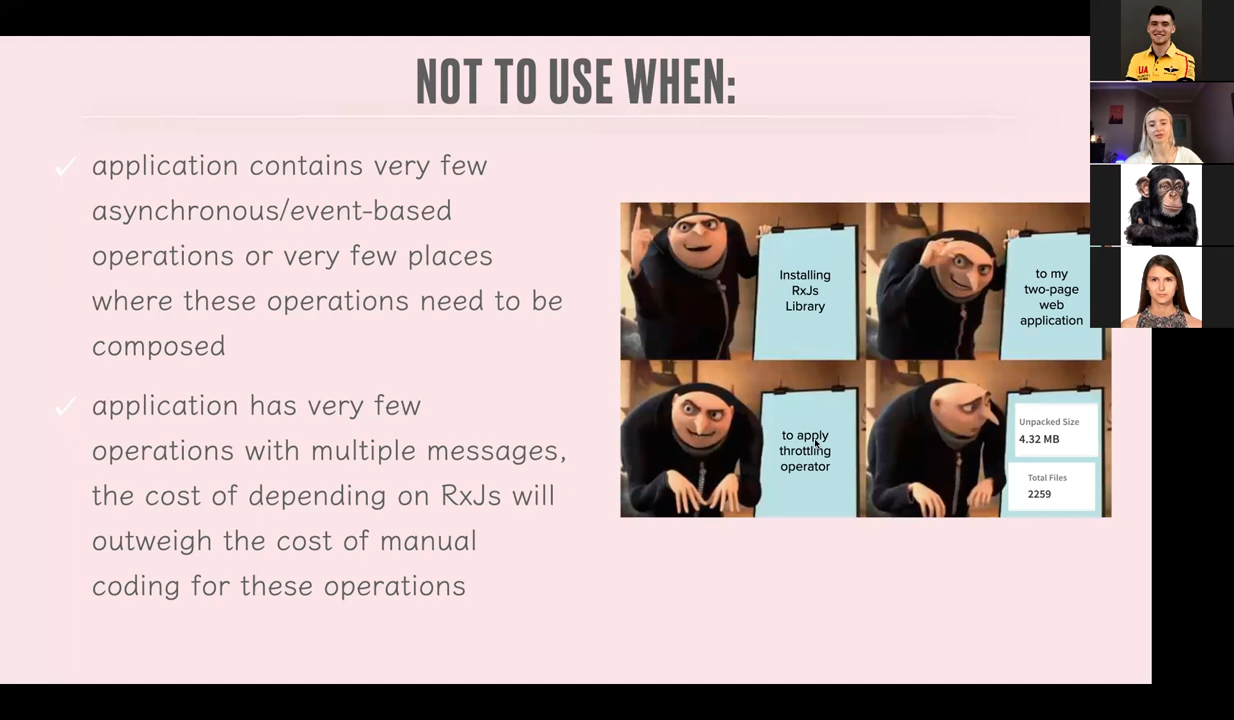 NOT TO USE WHEN:
application contains very few
asynchronous/event-based
operations or very few places
where these operations need to be
composed
application has very few
operations with multiple messages,
the cost of depending on RxJs will
outweigh the cost of manual
coding for these operations
Installing
RxJs
Library
to my
two-page
web
application
to apply
throttling
operator
Unpacked Size
4.32 MB
Total Files
2259
UA